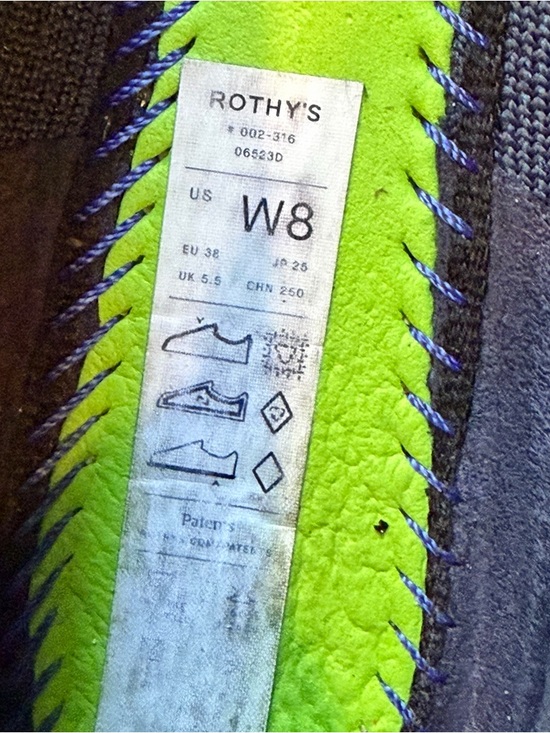 ROTHY'S
* 002-316
06523D
US W8
EU 38 JP 25
UK 5.5 CHN 250
Patents